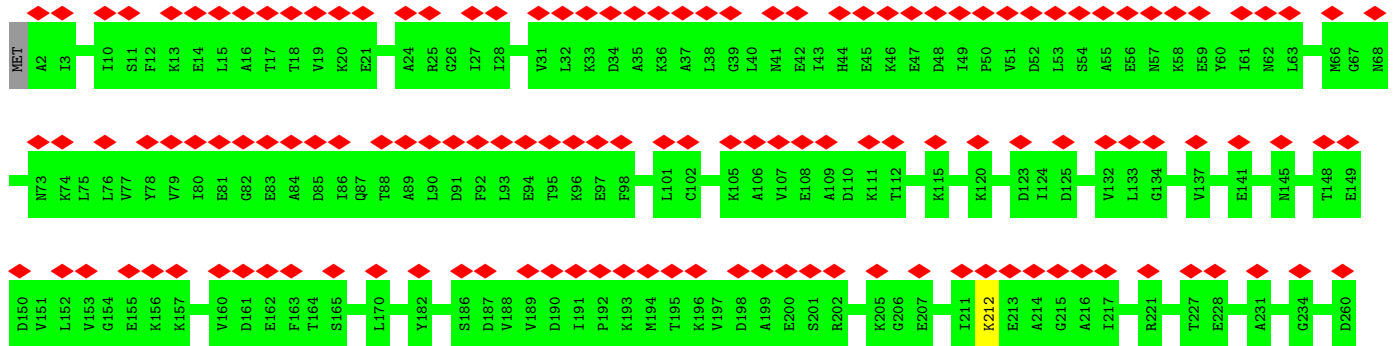 MET A2 I3 I10 S11 F12 K13 E14 L15 A16 T17 T18 V19 K20 E21 A24 R25 G26 I27 I28 V31 L32 K33 D34 A35 K36 A37 L38 G39 L40 N41 E42 I43 H44 E45 K46 E47 D48 I49 P50 V51 D52 L53 S54 A55 E56 N57 K58 E59 Y60 I61 N62 L63 M66 G67 N68
N73 K74 L75 L76 V77 Y78 V79 I80 E81 G82 E83 A84 D85 I86 Q87 T88 A89 L90 D91 F92 L93 E94 T95 K96 E97 F98 L101 C102 K105 A106 V107 E108 A109 D110 K111 T112 K115 K120 D123 I124 D125 V132 L133 G134 V137 E141 N145 T148 E149
D150 V151 L152 V153 G154 E155 K156 K157 V160 D161 E162 F163 T164 S165 L170 Y182 S186 D187 V188 V189 D190 I191 P192 K193 M194 T195 K196 V197 D198 A199 E200 S201 R202 K205 G206 E207 I211 K212 E213 A214 G215 A216 I217 R221 T227 E228 A231 G234 D260